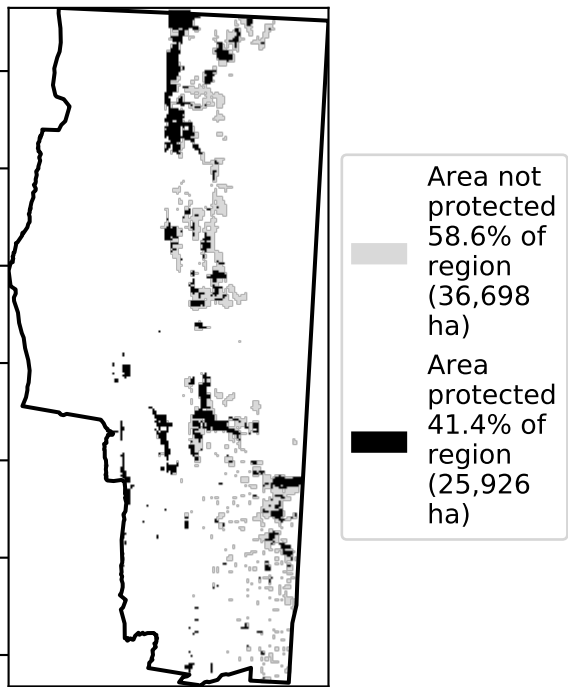 Area not
protected
58.6% of
region
(36,698
ha)
Area
protected
41.4% of
region
(25,926
ha)